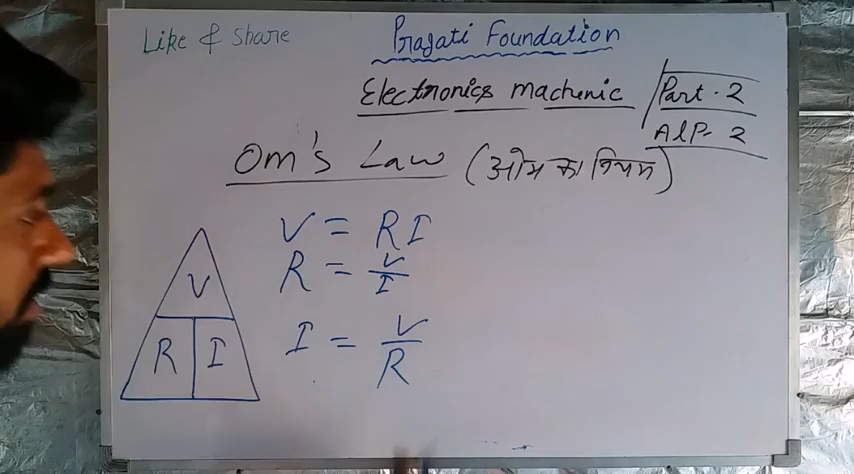 Like & Share
Pragati Foundation
Electronics machenic
Part-2
AlP-2
Om's Law (ओम का नियम)
V = RI
R = V/I
I = V/R
V
R I